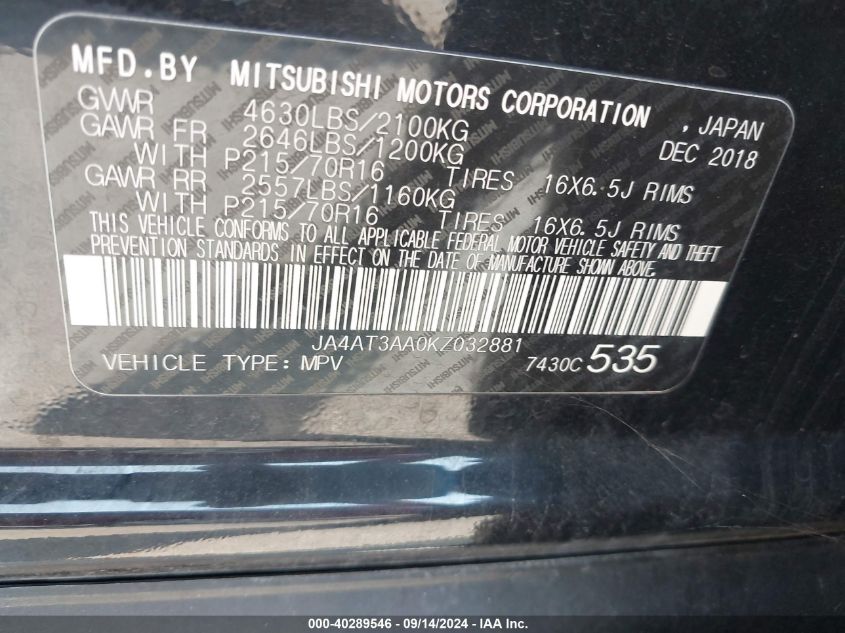 MFD.BY MITSUBISHI MOTORS CORPORATION, JAPAN
GVWR 4630LBS/2100KG DEC 2018
GAWR FR 2646LBS/1200KG
WITH P215/70R16 TIRES 16X6.5J RIMS
GAWR RR 2557LBS/1160KG
WITH P215/70R16 TIRES 16X6.5J RIMS
THIS VEHICLE CONFORMS TO ALL APPLICABLE FEDERAL MOTOR VEHICLE SAFETY AND THEFT
PREVENTION STANDARDS IN EFFECT ON THE DATE OF MANUFACTURE SHOWN ABOVE.
JA4AT3AA0KZ032881
VEHICLE TYPE: MPV 7430C 535
000-40289546 - 09/14/2024 - IAA Inc.